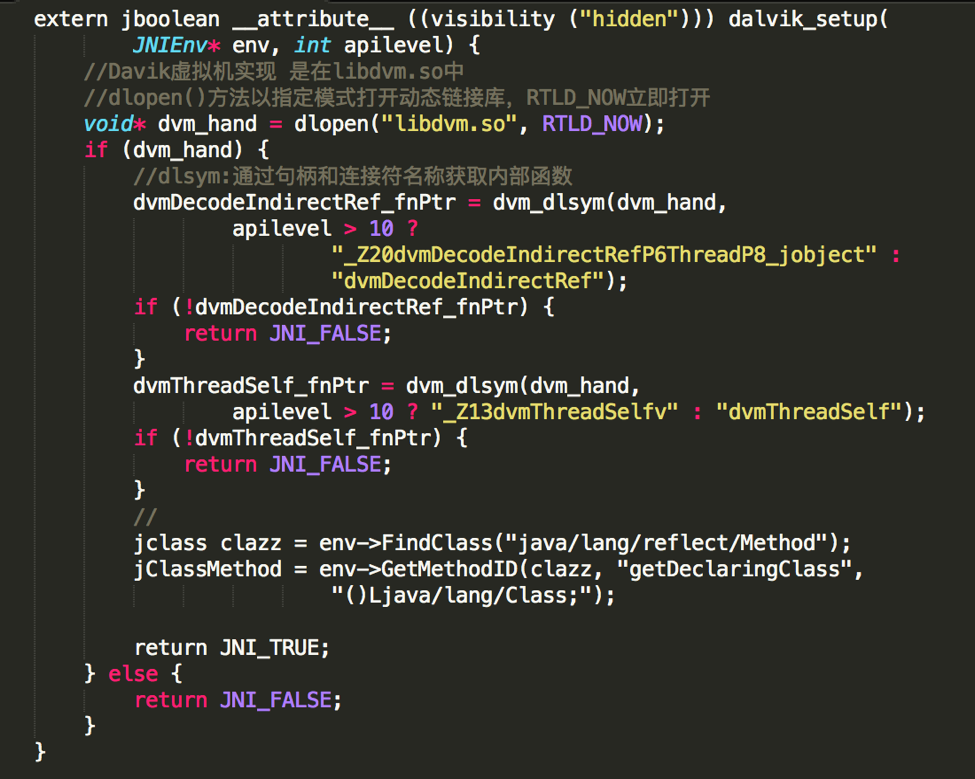 extern jboolean __attribute__ ((visibility ("hidden"))) dalvik_setup(
JNIEnv* env, int apilevel) {
//Davik虚拟机实现 是在libdvm.so中
//dlopen()方法以指定模式打开动态链接库，RTLD_NOW立即打开
void* dvm_hand = dlopen("libdvm.so", RTLD_NOW);
if (dvm_hand) {
//dlsym:通过句柄和连接符名称获取内部函数
dvmDecodeIndirectRef_fnPtr = dvm_dlsym(dvm_hand,
apilevel > 10 ?
"_Z20dvmDecodeIndirectRefP6ThreadP8_jobject" :
"dvmDecodeIndirectRef");
if (!dvmDecodeIndirectRef_fnPtr) {
return JNI_FALSE;
}
dvmThreadSelf_fnPtr = dvm_dlsym(dvm_hand,
apilevel > 10 ? "_Z13dvmThreadSelfv" : "dvmThreadSelf");
if (!dvmThreadSelf_fnPtr) {
return JNI_FALSE;
}
//
jclass clazz = env->FindClass("java/lang/reflect/Method");
jClassMethod = env->GetMethodID(clazz, "getDeclaringClass",
"()Ljava/lang/Class;");
return JNI_TRUE;
} else {
return JNI_FALSE;
}
}